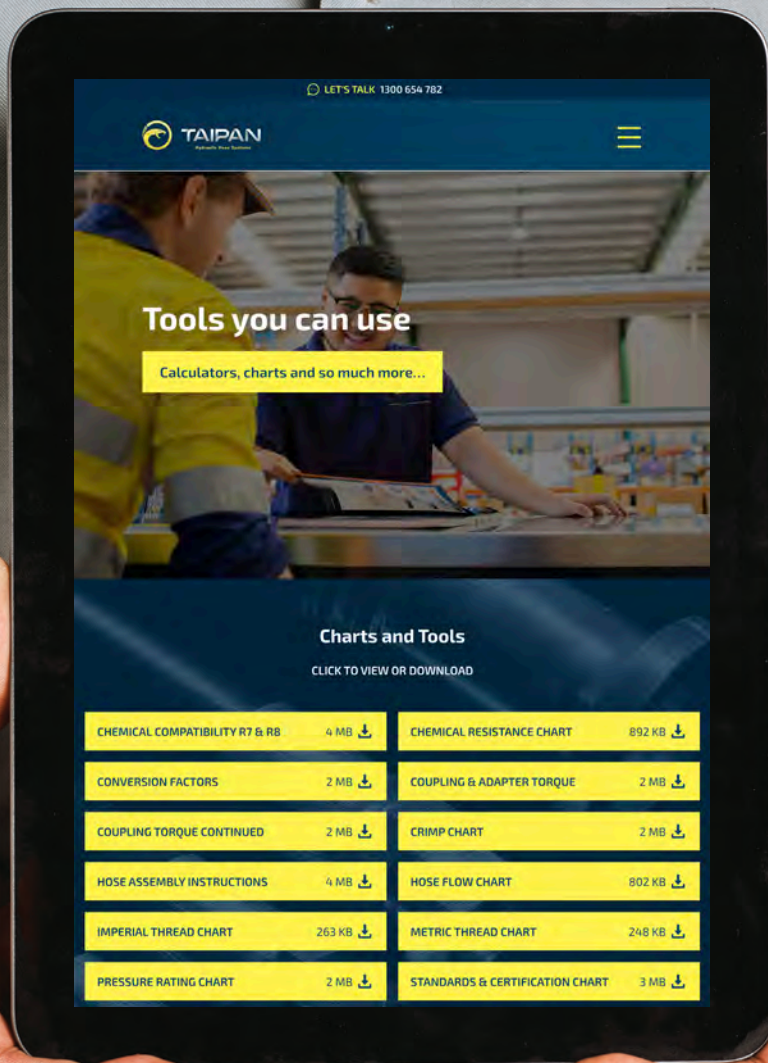 LET'S TALK 1300 654 782
TAIPAN
Hydraulic Hose Systems
Tools you can use
Calculators, charts and so much more...
Charts and Tools
CLICK TO VIEW OR DOWNLOAD
CHEMICAL COMPATIBILITY R7 & R8 4 MB
CHEMICAL RESISTANCE CHART 892 KB
CONVERSION FACTORS 2 MB
COUPLING & ADAPTER TORQUE 2 MB
COUPLING TORQUE CONTINUED 2 MB
CRIMP CHART 2 MB
HOSE ASSEMBLY INSTRUCTIONS 4 MB
HOSE FLOW CHART 802 KB
IMPERIAL THREAD CHART 263 KB
METRIC THREAD CHART 248 KB
PRESSURE RATING CHART 2 MB
STANDARDS & CERTIFICATION CHART 3 MB